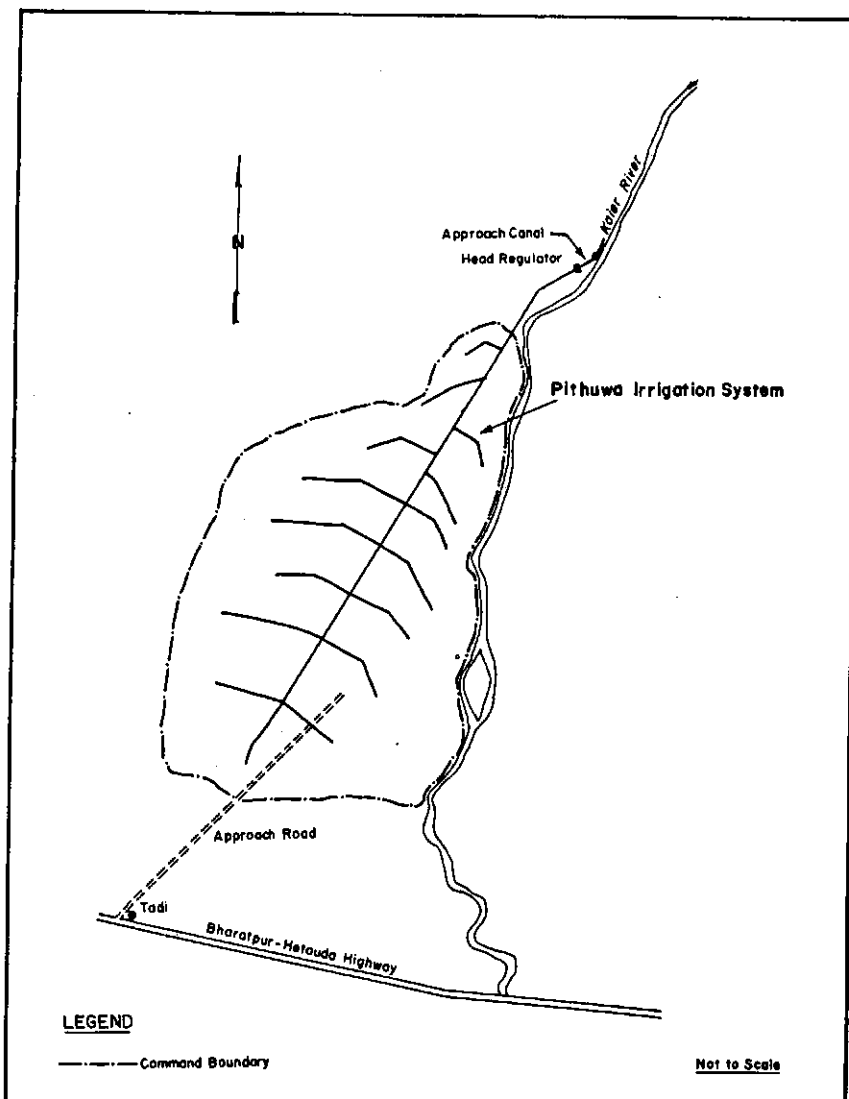 Kaier River
Approach Canal
Head Regulator
N
Pithuwa Irrigation System
Approach Road
Tadi
Bharatpur-Hetauda Highway
LEGEND
Command Boundary
Not to Scale